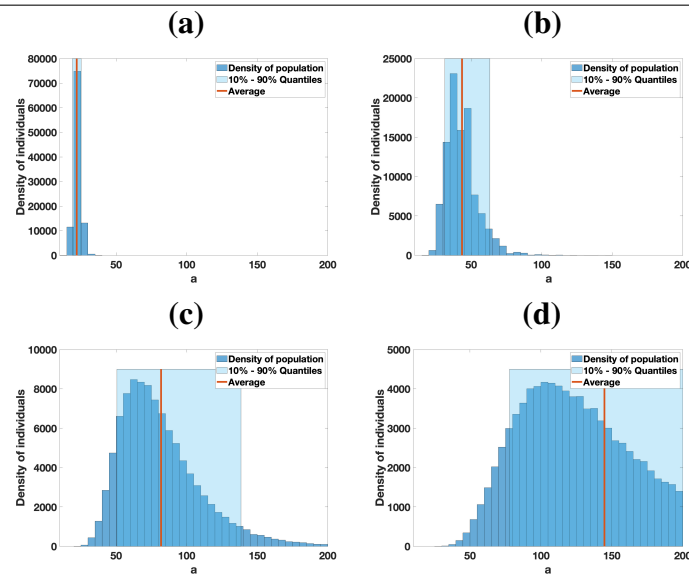 (a)
(b)
80000
70000
60000
50000
40000
30000
20000
10000
0
Density of individuals
50
100
150
200
a
Density of population
10% - 90% Quantiles
Average
25000
20000
15000
10000
5000
0
Density of individuals
50
100
150
200
a
Density of population
10% - 90% Quantiles
Average
(c)
(d)
10000
8000
6000
4000
2000
0
Density of individuals
50
100
150
200
a
Density of population
10% - 90% Quantiles
Average
5000
4000
3000
2000
1000
0
Density of individuals
50
100
150
200
a
Density of population
10% - 90% Quantiles
Average